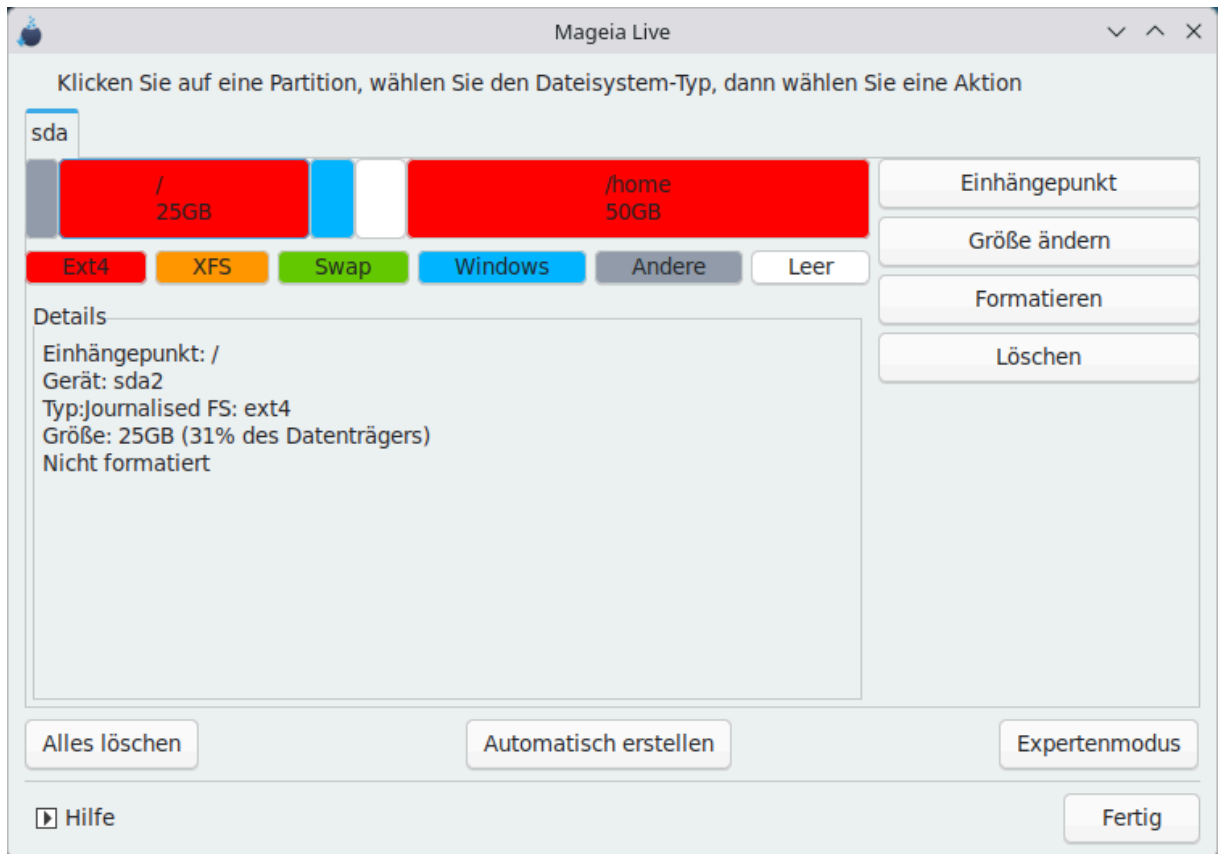 Mageia Live
Klicken Sie auf eine Partition, wählen Sie den Dateisystem-Typ, dann wählen Sie eine Aktion
sda
/
25GB
/home
50GB
Ext4
XFS
Swap
Windows
Andere
Leer
Einhängepunkt
Größe ändern
Formatieren
Löschen
Details
Einhängepunkt: /
Gerät: sda2
Typ:Journalised FS: ext4
Größe: 25GB (31% des Datenträgers)
Nicht formatiert
Alles löschen
Automatisch erstellen
Expertenmodus
Hilfe
Fertig